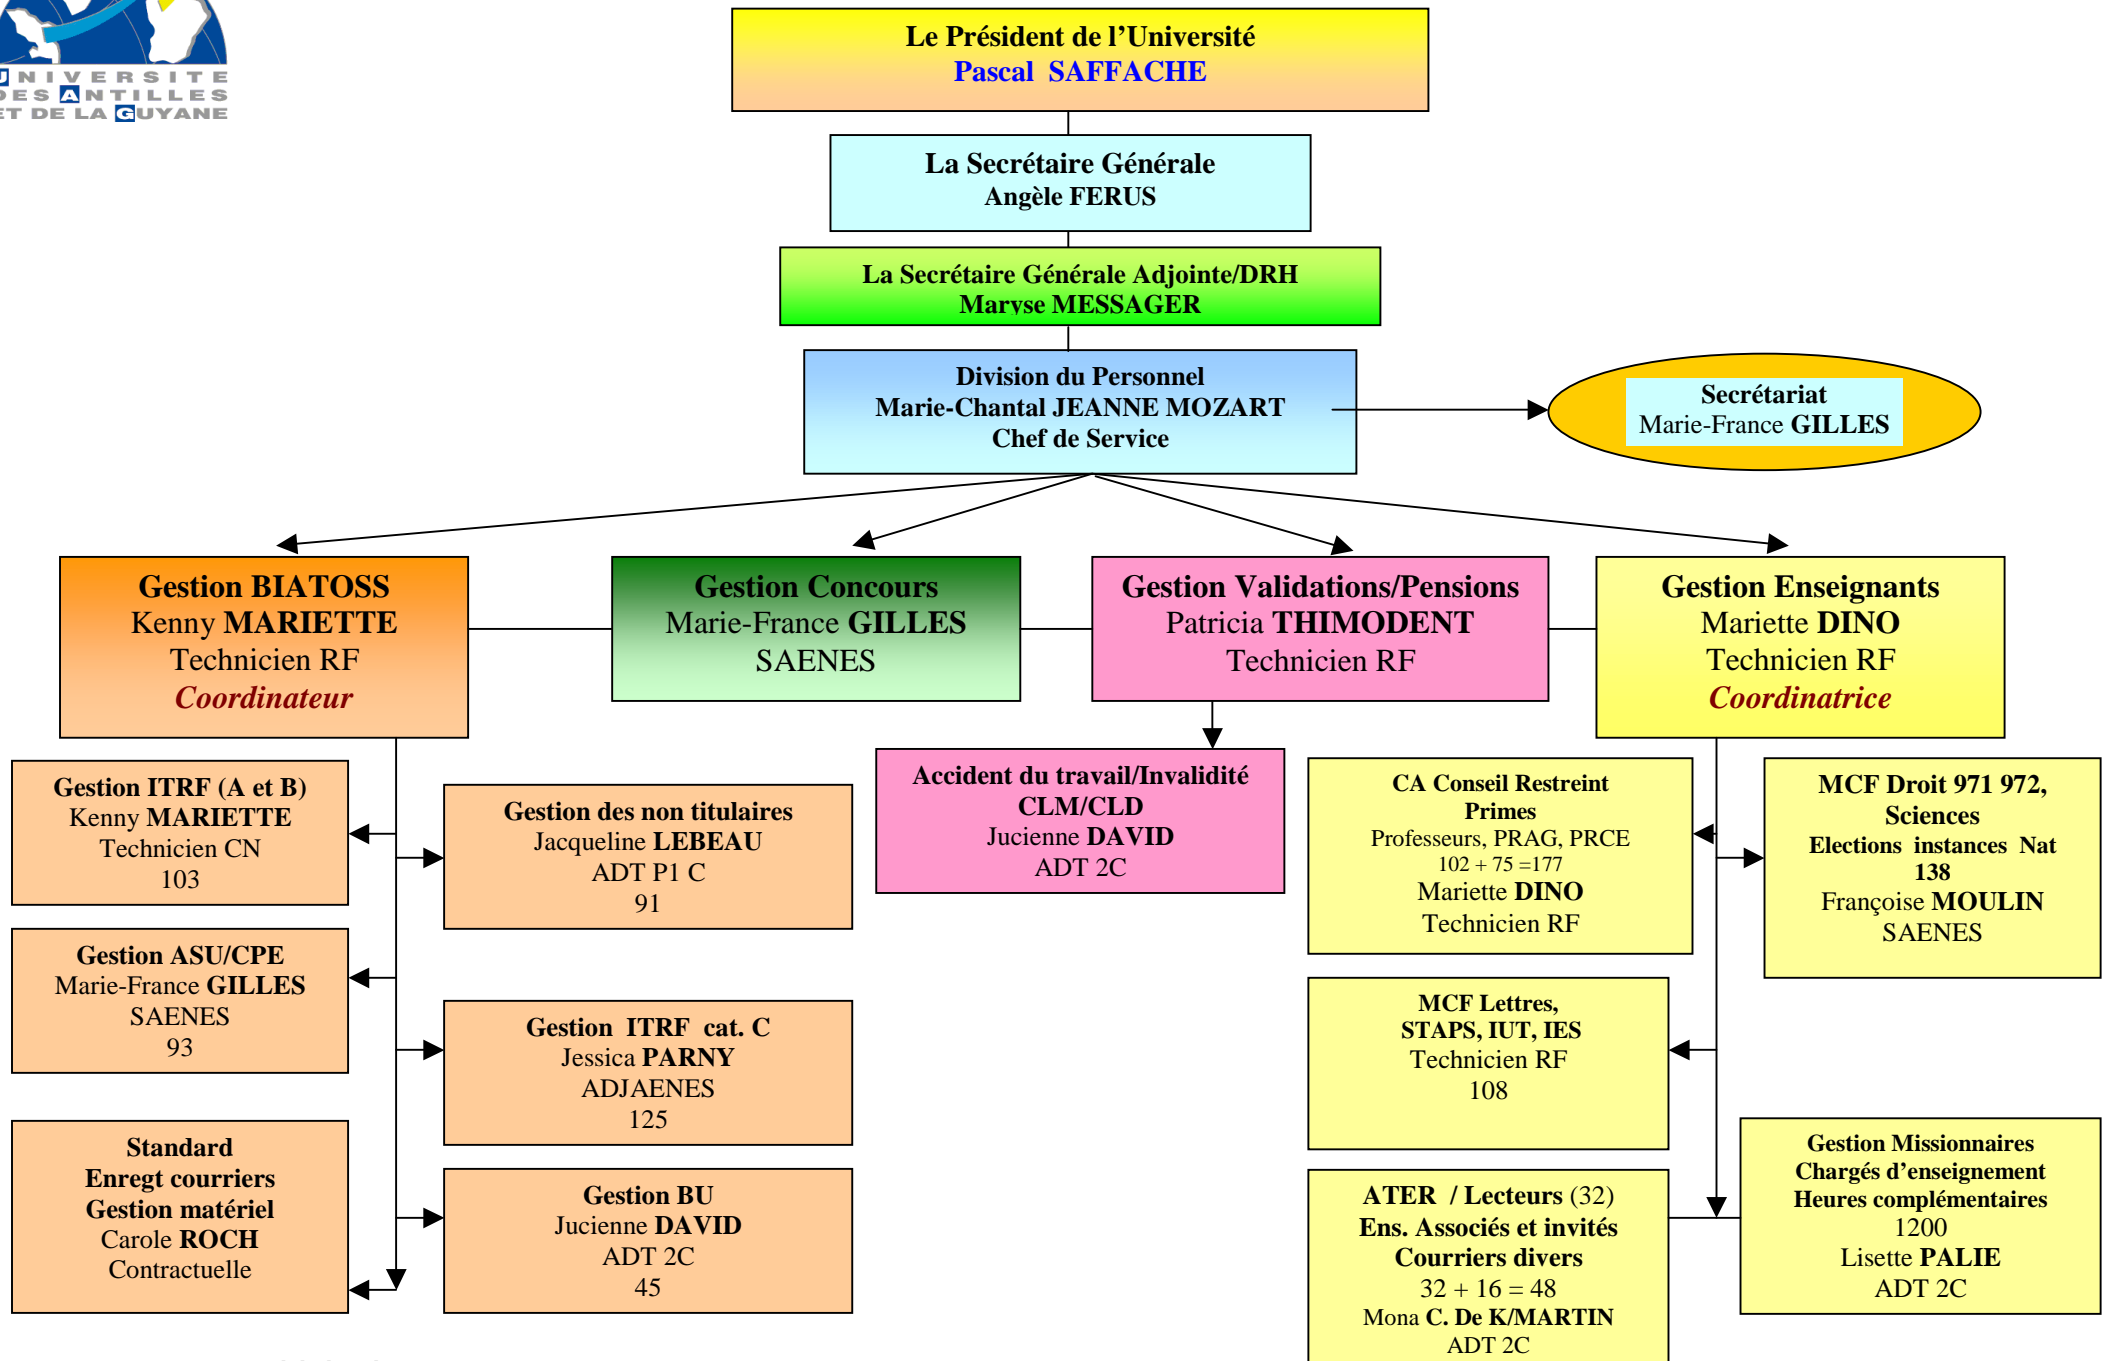 UNIVERSITE
DES ANTILLES
ET DE LA GUYANE
Le Président de l'Université
Pascal SAFFACHE
La Secrétaire Générale
Angèle FERUS
La Secrétaire Générale Adjointe/DRH
Maryse MESSAGER
Division du Personnel
Marie-Chantal JEANNE MOZART
Chef de Service
Secrétariat
Marie-France GILLES
Gestion BIATOSS
Kenny MARIETTE
Technicien RF
Coordinateur
Gestion Concours
Marie-France GILLES
SAENES
Gestion Validations/Pensions
Patricia THIMODENT
Technicien RF
Gestion Enseignants
Mariette DINO
Technicien RF
Coordinatrice
Gestion ITRF (A et B)
Kenny MARIETTE
Technicien CN
103
Gestion des non titulaires
Jacqueline LEBEAU
ADT P1 C
91
Accident du travail/Invalidité
CLM/CLD
Jucienne DAVID
ADT 2C
CA Conseil Restreint
Primes
Professeurs, PRAG, PRCE
102 + 75 =177
Mariette DINO
Technicien RF
MCF Droit 971 972,
Sciences
Elections instances Nat
138
Françoise MOULIN
SAENES
Gestion ASU/CPE
Marie-France GILLES
SAENES
93
Gestion ITRF cat. C
Jessica PARNY
ADJAENES
125
MCF Lettres,
STAPS, IUT, IES
Technicien RF
108
Standard
Enregt courriers
Gestion matériel
Carole ROCH
Contractuelle
Gestion BU
Jucienne DAVID
ADT 2C
45
ATER / Lecteurs (32)
Ens. Associés et invités
Courriers divers
32 + 16 = 48
Mona C. De K/MARTIN
ADT 2C
Gestion Missionnaires
Chargés d'enseignement
Heures complémentaires
1200
Lisette PALIE
ADT 2C